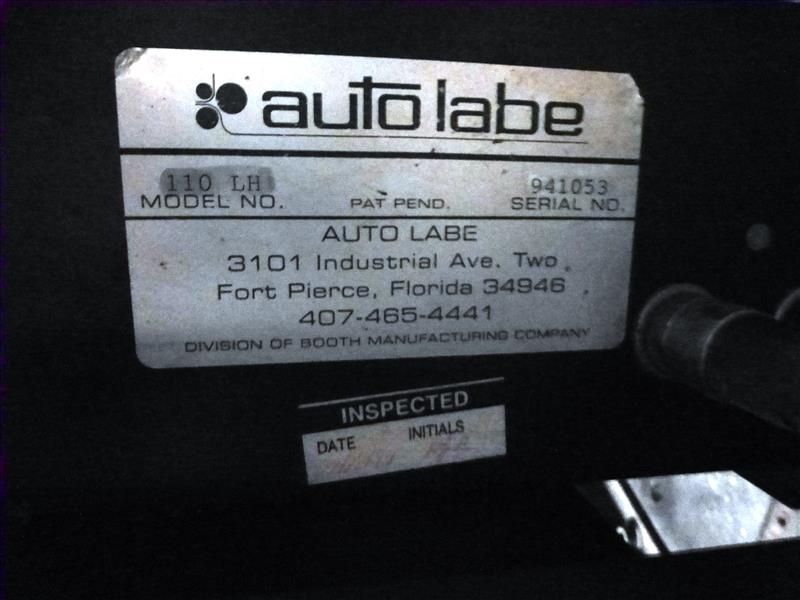 auto labe
110 LH 941053
MODEL NO. PAT PEND. SERIAL NO.
AUTO LABE
3101 Industrial Ave. Two
Fort Pierce, Florida 34946
407-465-4441
DIVISION OF BOOTH MANUFACTURING COMPANY
INSPECTED
DATE INITIALS